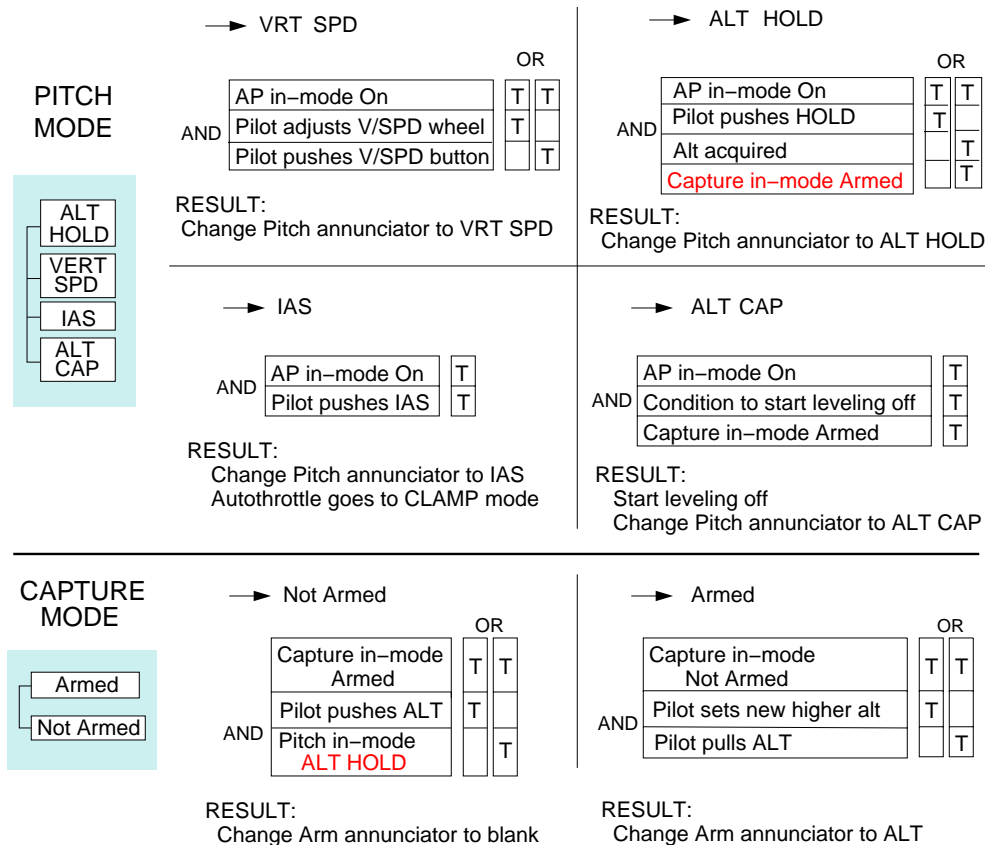 → VRT SPD
OR
PITCH
MODE
AND
AP in−mode On T T
Pilot adjusts V/SPD wheel T
Pilot pushes V/SPD button T
RESULT:
Change Pitch annunciator to VRT SPD
→ ALT HOLD
OR
AND
AP in−mode On T T
Pilot pushes HOLD T
Alt acquired T
Capture in−mode Armed T
RESULT:
Change Pitch annunciator to ALT HOLD
ALT
HOLD
VERT
SPD
IAS
ALT
CAP
→ IAS
AND
AP in−mode On T
Pilot pushes IAS T
RESULT:
Change Pitch annunciator to IAS
Autothrottle goes to CLAMP mode
→ ALT CAP
AND
AP in−mode On T
Condition to start leveling off T
Capture in−mode Armed T
RESULT:
Start leveling off
Change Pitch annunciator to ALT CAP
CAPTURE
MODE
Armed
Not Armed
→ Not Armed
OR
AND
Capture in−mode
Armed T T
Pilot pushes ALT T
Pitch in−mode
ALT HOLD T
RESULT:
Change Arm annunciator to blank
→ Armed
OR
AND
Capture in−mode
Not Armed T T
Pilot sets new higher alt T
Pilot pulls ALT T
RESULT:
Change Arm annunciator to ALT